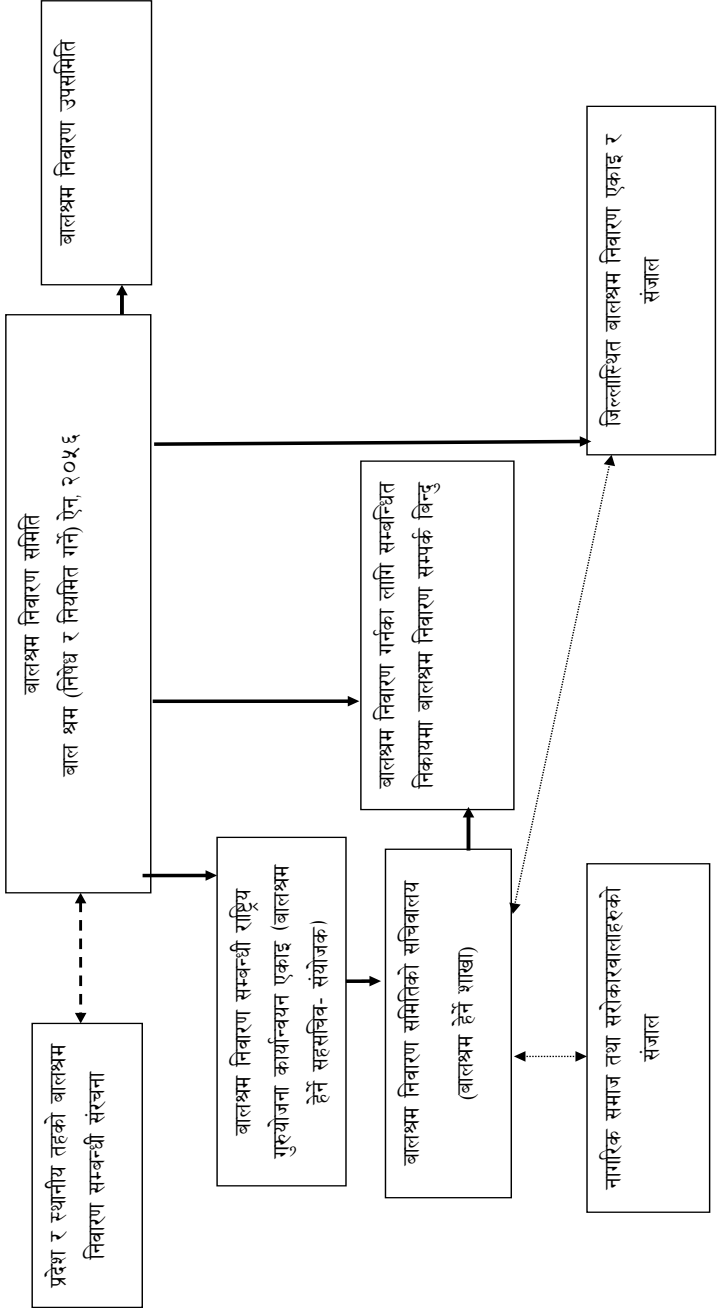 बालश्रम निवारण समिति
बाल श्रम (निषेध र नियमित गर्ने) ऐन, २०५६
बालश्रम निवारण उपसमिति
प्रदेश र स्थानीय तहको बालश्रम
निवारण सम्बन्धी संरचना
बालश्रम निवारण सम्बन्धी राष्ट्रिय
गुरुयोजना कार्यान्वयन एकाइ (बालश्रम
हेर्ने सहसचिव- संयोजक)
बालश्रम निवारण समितिको सचिवालय
(बालश्रम हेर्ने शाखा)
बालश्रम निवारण गर्नका लागि सम्बन्धित
निकायमा बालश्रम निवारण सम्पर्क बिन्दु
नागरिक समाज तथा सरोकारवालाहरुको
संजाल
जिल्लास्थित बालश्रम निवारण एकाइ र
संजाल